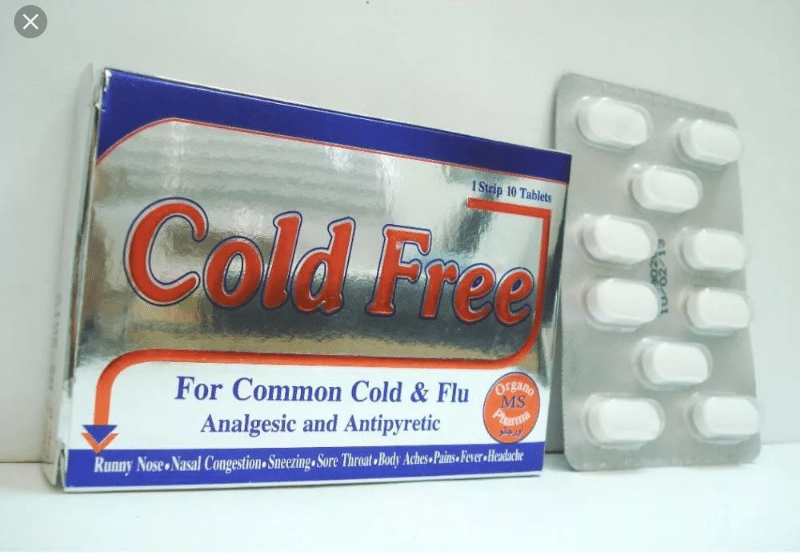 1 Strip 10 Tablets
Cold Free
For Common Cold & Flu
Analgesic and Antipyretic
Organo
MS
Pharma
Runny Nose•Nasal Congestion•Sneezing•Sore Throat•Body Aches•Pains•Fever•Headache